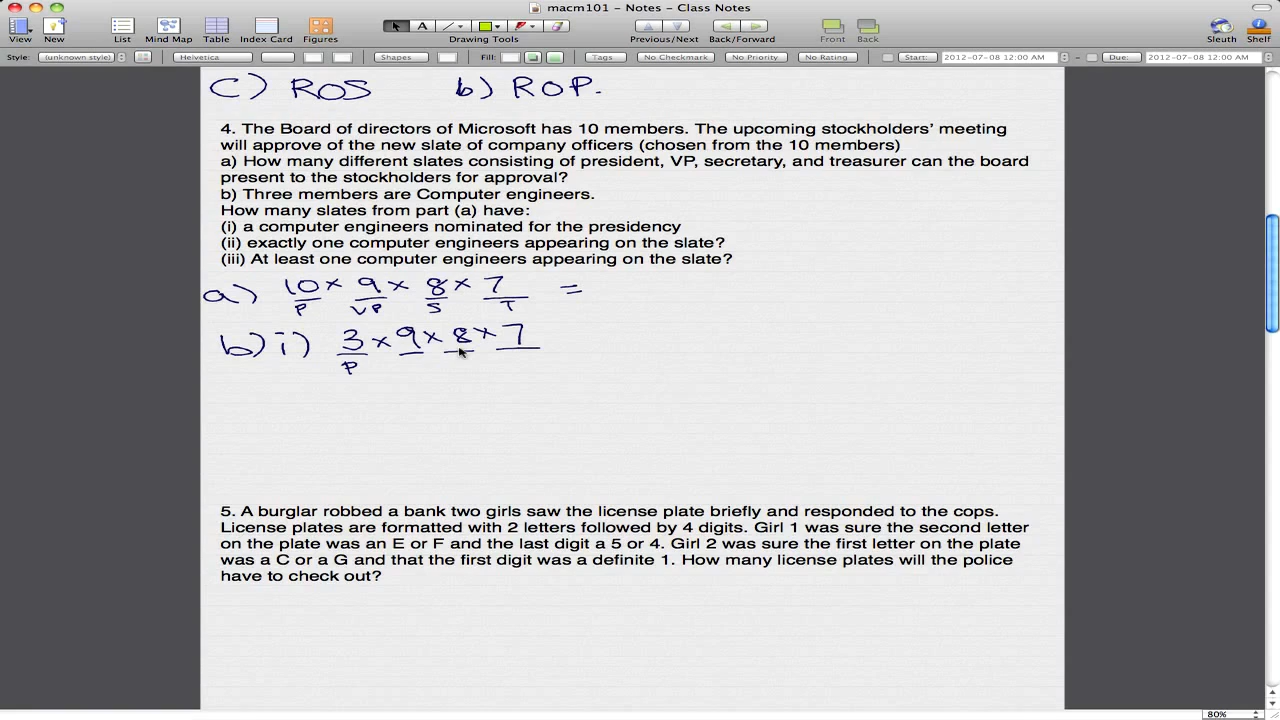 macm101 - Notes - Class Notes
View New List Mind Map Table Index Card Figures A Drawing Tools Previous/Next Back/Forward Front Back Sleuth Shelf
Style: (unknown style) Helvetica Shapes Fill: Tags No Checkmark No Priority No Rating Start: 2012-07-08 12:00 AM Due: 2012-07-08 12:00 AM
C) ROS b) ROP.
4. The Board of directors of Microsoft has 10 members. The upcoming stockholders' meeting
will approve of the new slate of company officers (chosen from the 10 members)
a) How many different slates consisting of president, VP, secretary, and treasurer can the board
present to the stockholders for approval?
b) Three members are Computer engineers.
How many slates from part (a) have:
(i) a computer engineers nominated for the presidency
(ii) exactly one computer engineers appearing on the slate?
(iii) At least one computer engineers appearing on the slate?
a) 10 × 9 × 8 × 7 =
P VP S T
b) i) 3 × 9 × 8 × 7
P
5. A burglar robbed a bank two girls saw the license plate briefly and responded to the cops.
License plates are formatted with 2 letters followed by 4 digits. Girl 1 was sure the second letter
on the plate was an E or F and the last digit a 5 or 4. Girl 2 was sure the first letter on the plate
was a C or a G and that the first digit was a definite 1. How many license plates will the police
have to check out?
80%